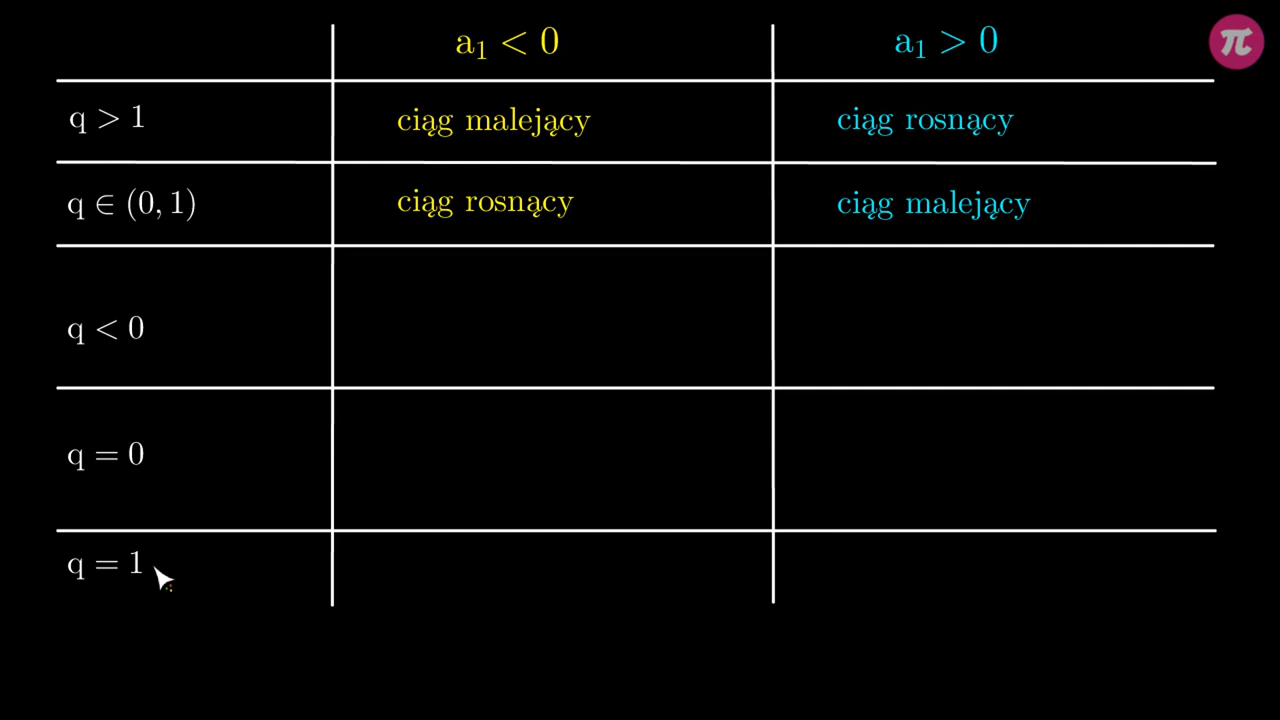 a₁ < 0 a₁ > 0
q > 1 ciąg malejący ciąg rosnący
q ∈ (0, 1) ciąg rosnący ciąg malejący
q < 0
q = 0
q = 1
π